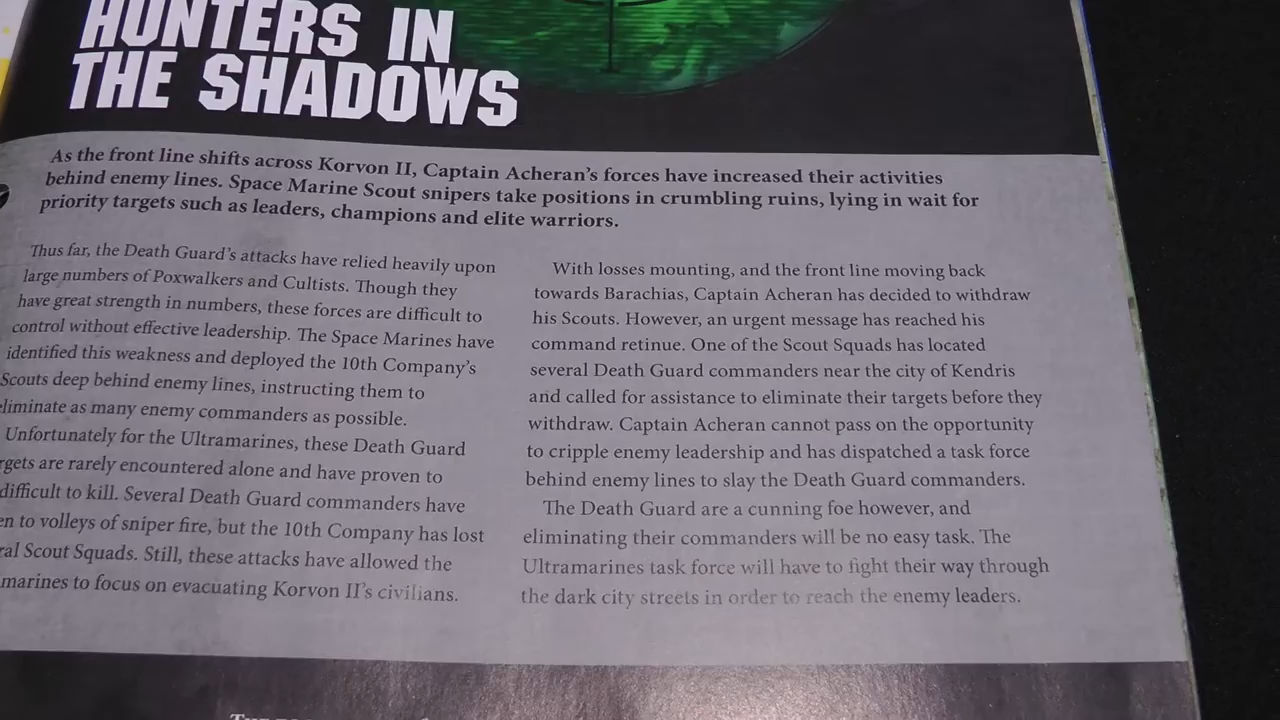 HUNTERS IN
THE SHADOWS
As the front line shifts across Korvon II, Captain Acheran's forces have increased their activities
behind enemy lines. Space Marine Scout snipers take positions in crumbling ruins, lying in wait for
priority targets such as leaders, champions and elite warriors.
Thus far, the Death Guard's attacks have relied heavily upon
large numbers of Poxwalkers and Cultists. Though they
have great strength in numbers, these forces are difficult to
control without effective leadership. The Space Marines have
identified this weakness and deployed the 10th Company's
Scouts deep behind enemy lines, instructing them to
eliminate as many enemy commanders as possible.
Unfortunately for the Ultramarines, these Death Guard
rgets are rarely encountered alone and have proven to
difficult to kill. Several Death Guard commanders have
en to volleys of sniper fire, but the 10th Company has lost
ral Scout Squads. Still, these attacks have allowed the
marines to focus on evacuating Korvon II's civilians.
With losses mounting, and the front line moving back
towards Barachias, Captain Acheran has decided to withdraw
his Scouts. However, an urgent message has reached his
command retinue. One of the Scout Squads has located
several Death Guard commanders near the city of Kendris
and called for assistance to eliminate their targets before they
withdraw. Captain Acheran cannot pass on the opportunity
to cripple enemy leadership and has dispatched a task force
behind enemy lines to slay the Death Guard commanders.
The Death Guard are a cunning foe however, and
eliminating their commanders will be no easy task. The
Ultramarines task force will have to fight their way through
the dark city streets in order to reach the enemy leaders.